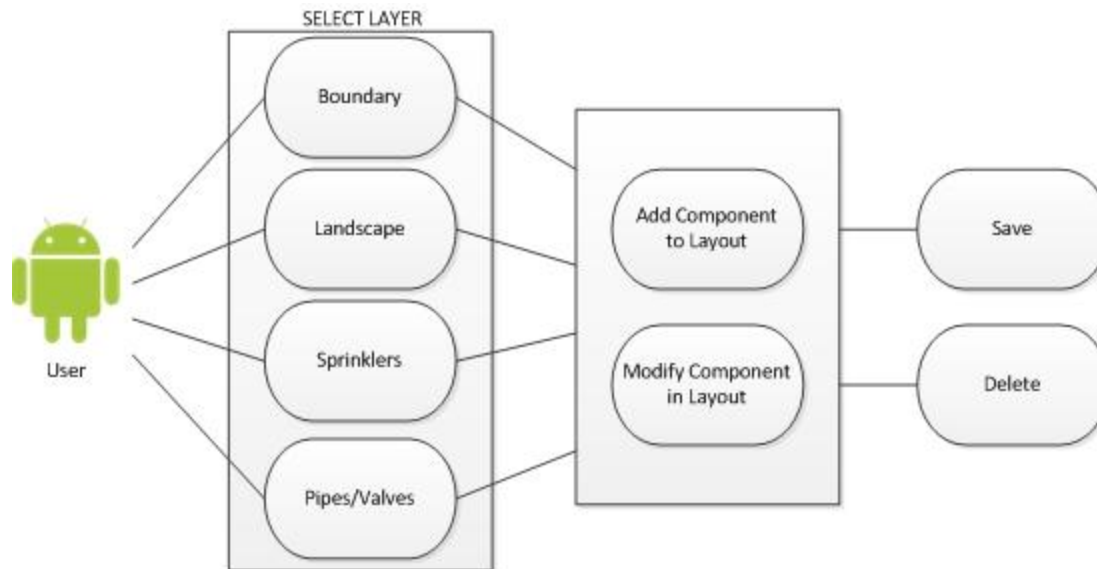 SELECT LAYER
Boundary
Landscape
Sprinklers
Pipes/Valves
User
Add Component
to Layout
Modify Component
in Layout
Save
Delete